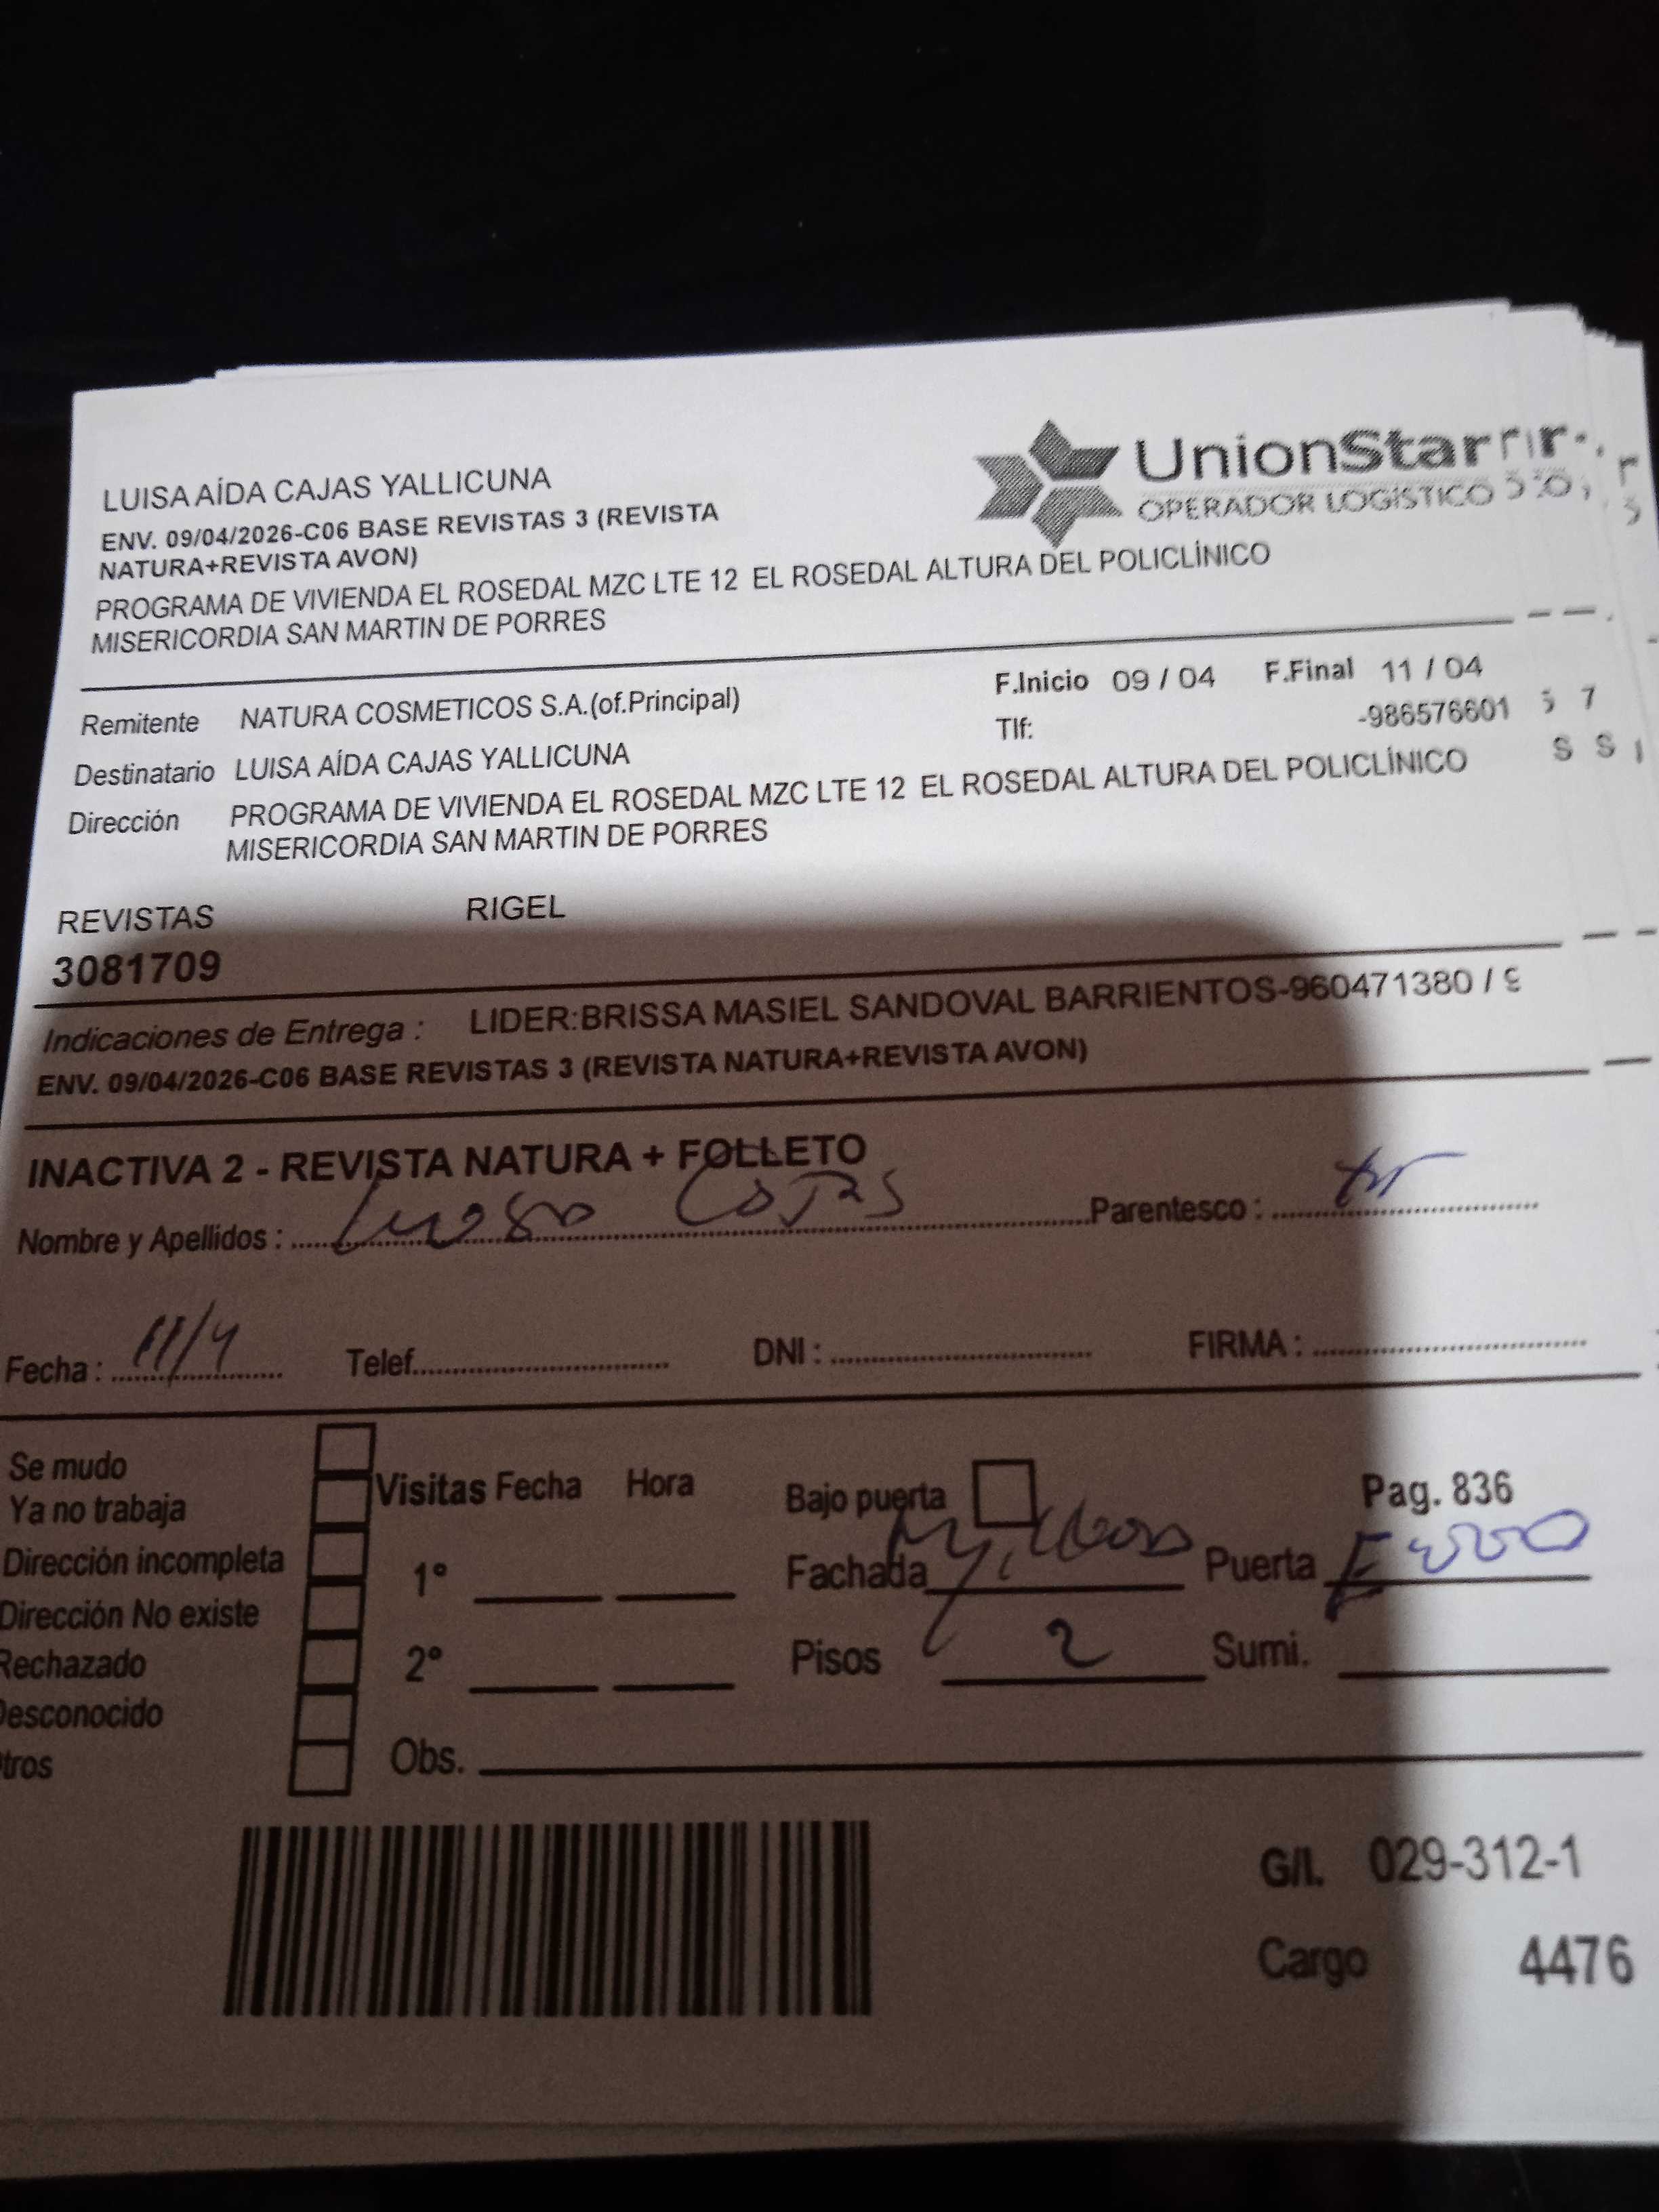 LUISA AÍDA CAJAS YALLICUNA
ENV. 09/04/2026-C06 BASE REVISTAS 3 (REVISTA
NATURA+REVISTA AVON)
PROGRAMA DE VIVIENDA EL ROSEDAL MZC LTE 12 EL ROSEDAL ALTURA DEL POLICLÍNICO
MISERICORDIA SAN MARTIN DE PORRES
UnionStar
OPERADOR LOGÍSTICO
Remitente NATURA COSMETICOS S.A.(of.Principal)
F.Inicio 09 / 04 F.Final 11 / 04
Tlf: -986576601
Destinatario LUISA AÍDA CAJAS YALLICUNA
Dirección PROGRAMA DE VIVIENDA EL ROSEDAL MZC LTE 12 EL ROSEDAL ALTURA DEL POLICLÍNICO
MISERICORDIA SAN MARTIN DE PORRES
REVISTAS RIGEL
3081709
Indicaciones de Entrega : LIDER:BRISSA MASIEL SANDOVAL BARRIENTOS-960471380 / 9
ENV. 09/04/2026-C06 BASE REVISTAS 3 (REVISTA NATURA+REVISTA AVON)
INACTIVA 2 - REVISTA NATURA + FOLLETO
Nombre y Apellidos : Parentesco :
Fecha : 11/4 Telef. DNI : FIRMA :
Se mudo
Ya no trabaja
Dirección incompleta
Dirección No existe
Rechazado
Desconocido
tros
Visitas Fecha Hora
1°
2°
Obs.
Bajo puerta Pag. 836
Fachada Puerta
Pisos 2 Sumi.
G/I. 029-312-1
Cargo 4476